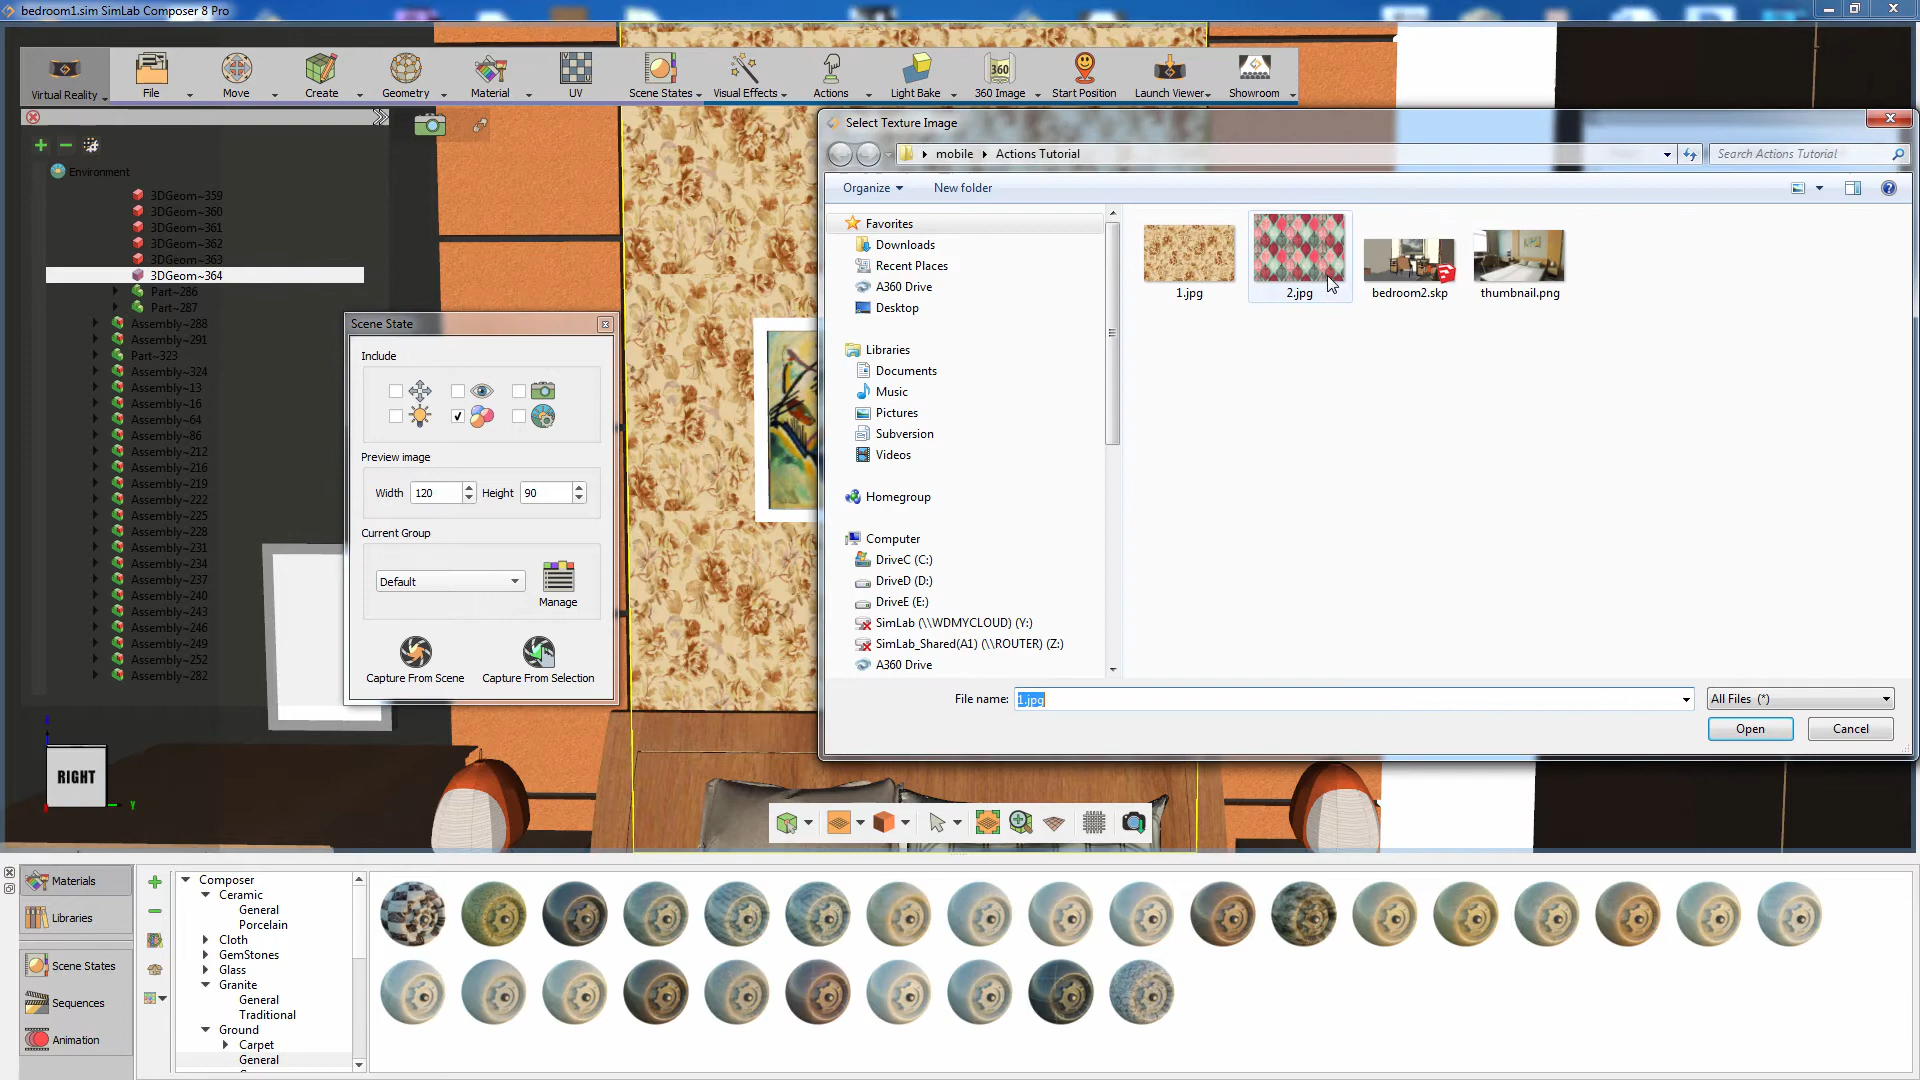 bedroom1.sim SimLab Composer 8 Pro
Virtual Reality
File
Move
Create
Geometry
Material
UV
Scene States
Visual Effects
Actions
Light Bake
360 Image
360
Start Position
Launch Viewer
Showroom
Environment
3DGeom~359
3DGeom~360
3DGeom~361
3DGeom~362
3DGeom~363
3DGeom~364
Part~286
Part~287
Assembly~288
Assembly~291
Part~323
Assembly~324
Assembly~13
Assembly~16
Assembly~64
Assembly~86
Assembly~212
Assembly~216
Assembly~219
Assembly~222
Assembly~225
Assembly~228
Assembly~231
Assembly~234
Assembly~237
Assembly~240
Assembly~243
Assembly~246
Assembly~249
Assembly~252
Assembly~282
RIGHT
Y
Scene State
Include
Preview image
Width 120 Height 90
Current Group
Default
Manage
Capture From Scene
Capture From Selection
Select Texture Image
mobile
Actions Tutorial
Search Actions Tutorial
Organize
New folder
Favorites
Downloads
Recent Places
A360 Drive
Desktop
Libraries
Documents
Music
Pictures
Subversion
Videos
Homegroup
Computer
DriveC (C:)
DriveD (D:)
DriveE (E:)
SimLab (\\WDMYCLOUD) (Y:)
SimLab_Shared(A1) (\\ROUTER) (Z:)
A360 Drive
1.jpg
2.jpg
bedroom2.skp
thumbnail.png
File name: 1.jpg
All Files (*)
Open
Cancel
Materials
Libraries
Scene States
Sequences
Animation
Composer
Ceramic
General
Porcelain
Cloth
GemStones
Glass
Granite
General
Traditional
Ground
Carpet
General